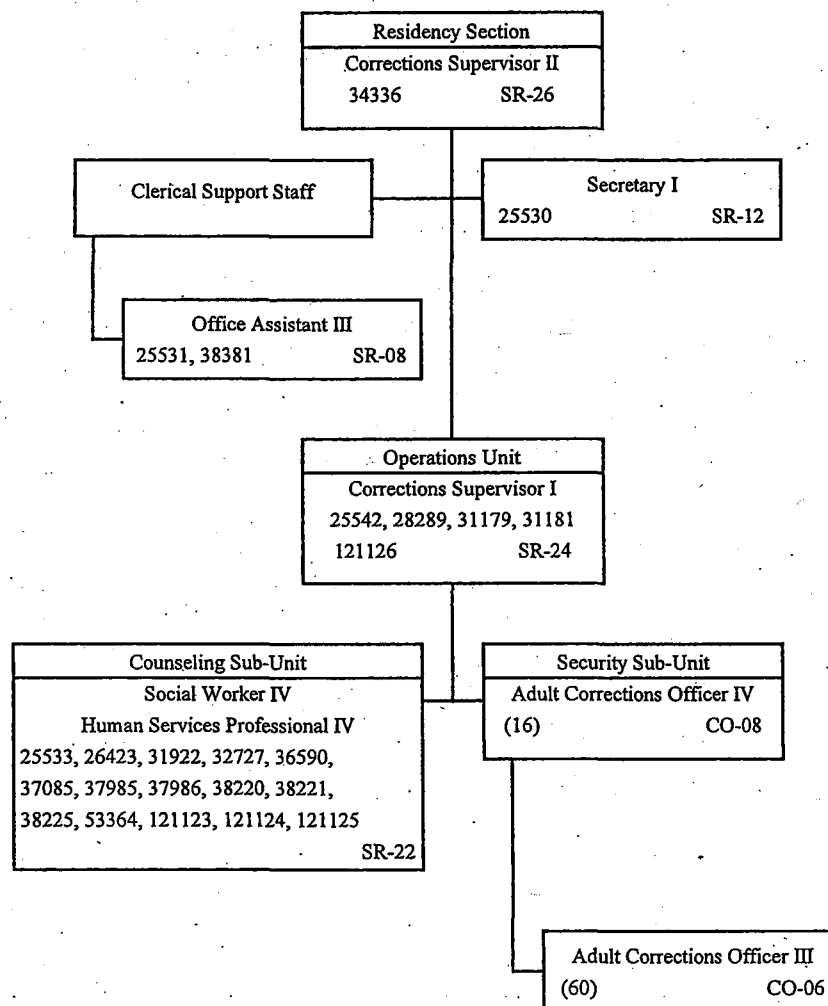 Residency Section
Corrections Supervisor II
34336 SR-26
Clerical Support Staff
Secretary I
25530 SR-12
Office Assistant III
25531, 38381 SR-08
Operations Unit
Corrections Supervisor I
25542, 28289, 31179, 31181
121126 SR-24
Counseling Sub-Unit
Social Worker IV
Human Services Professional IV
25533, 26423, 31922, 32727, 36590,
37085, 37985, 37986, 38220, 38221,
38225, 53364, 121123, 121124, 121125
SR-22
Security Sub-Unit
Adult Corrections Officer IV
(16) CO-08
Adult Corrections Officer III
(60) CO-06